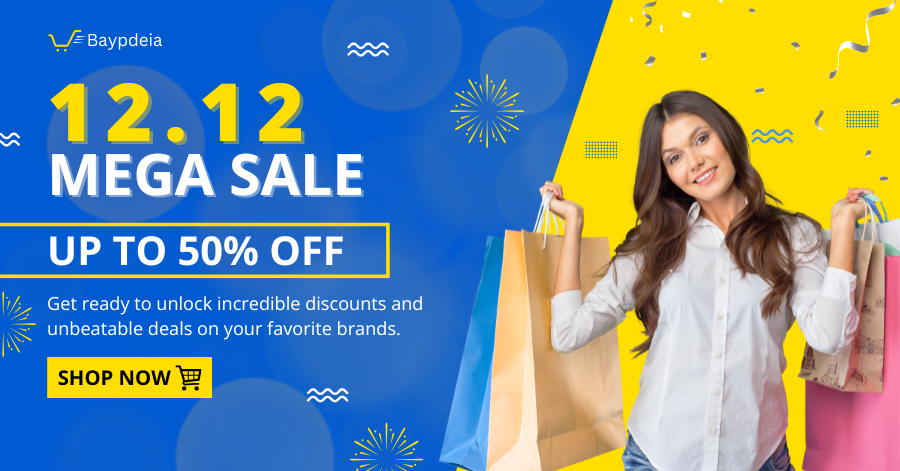 Baypdeia
12.12
MEGA SALE
UP TO 50% OFF
Get ready to unlock incredible discounts and
unbeatable deals on your favorite brands.
SHOP NOW